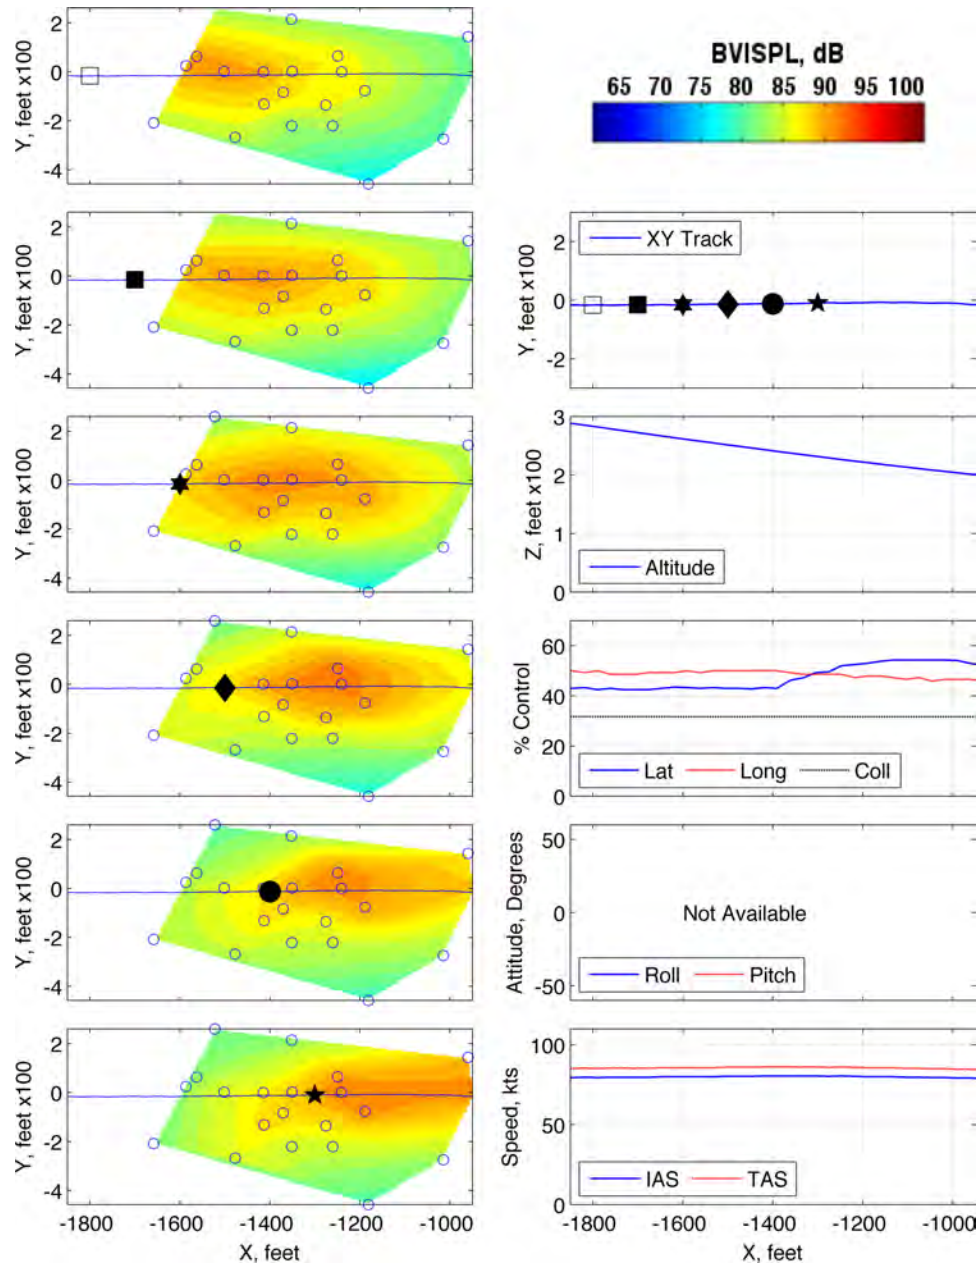 BVISPL, dB
65 70 75 80 85 90 95 100
Y, feet x100
2
0
-2
-4
Y, feet x100
2
0
-2
-4
XY Track
Y, feet x100
2
0
-2
Y, feet x100
2
0
-2
-4
Z, feet x100
3
2
1
0
Altitude
Y, feet x100
2
0
-2
-4
% Control
60
40
20
0
Lat Long Coll
Y, feet x100
2
0
-2
-4
Attitude, Degrees
50
0
-50
Not Available
Roll Pitch
Y, feet x100
2
0
-2
-4
Speed, kts
100
50
0
IAS TAS
-1800 -1600 -1400 -1200 -1000
X, feet
-1800 -1600 -1400 -1200 -1000
X, feet